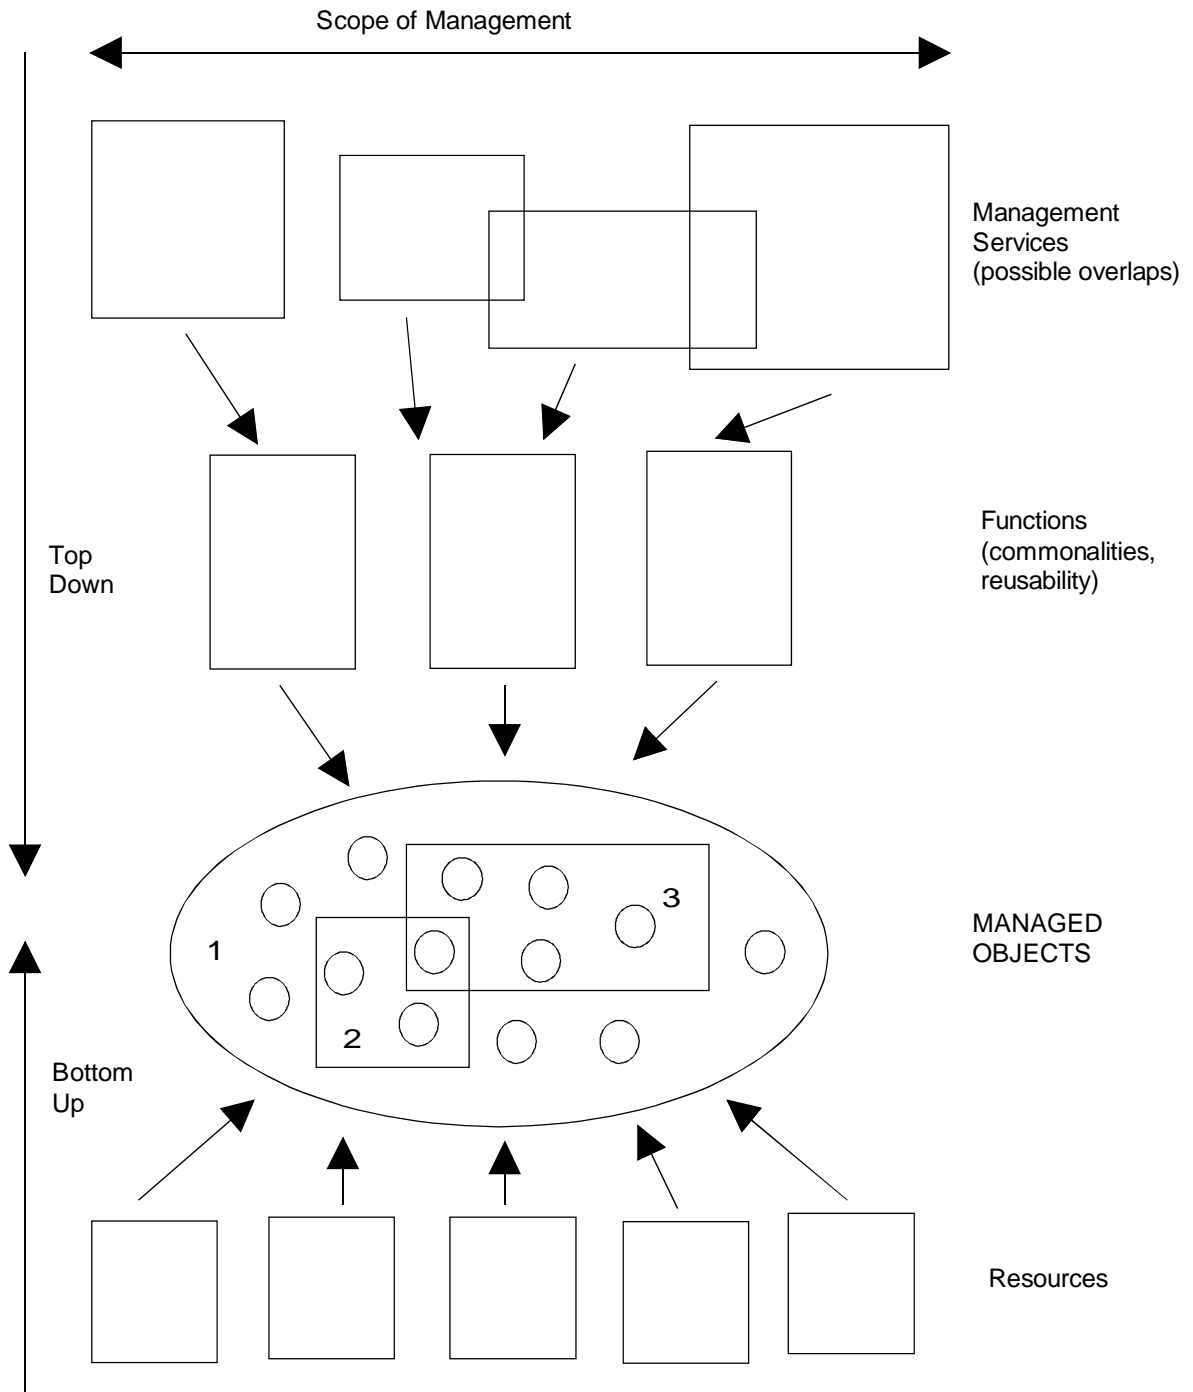 Scope of Management
Management
Services
(possible overlaps)
Functions
(commonalities,
reusability)
Top
Down
3
1
MANAGED
OBJECTS
2
Bottom
Up
Resources